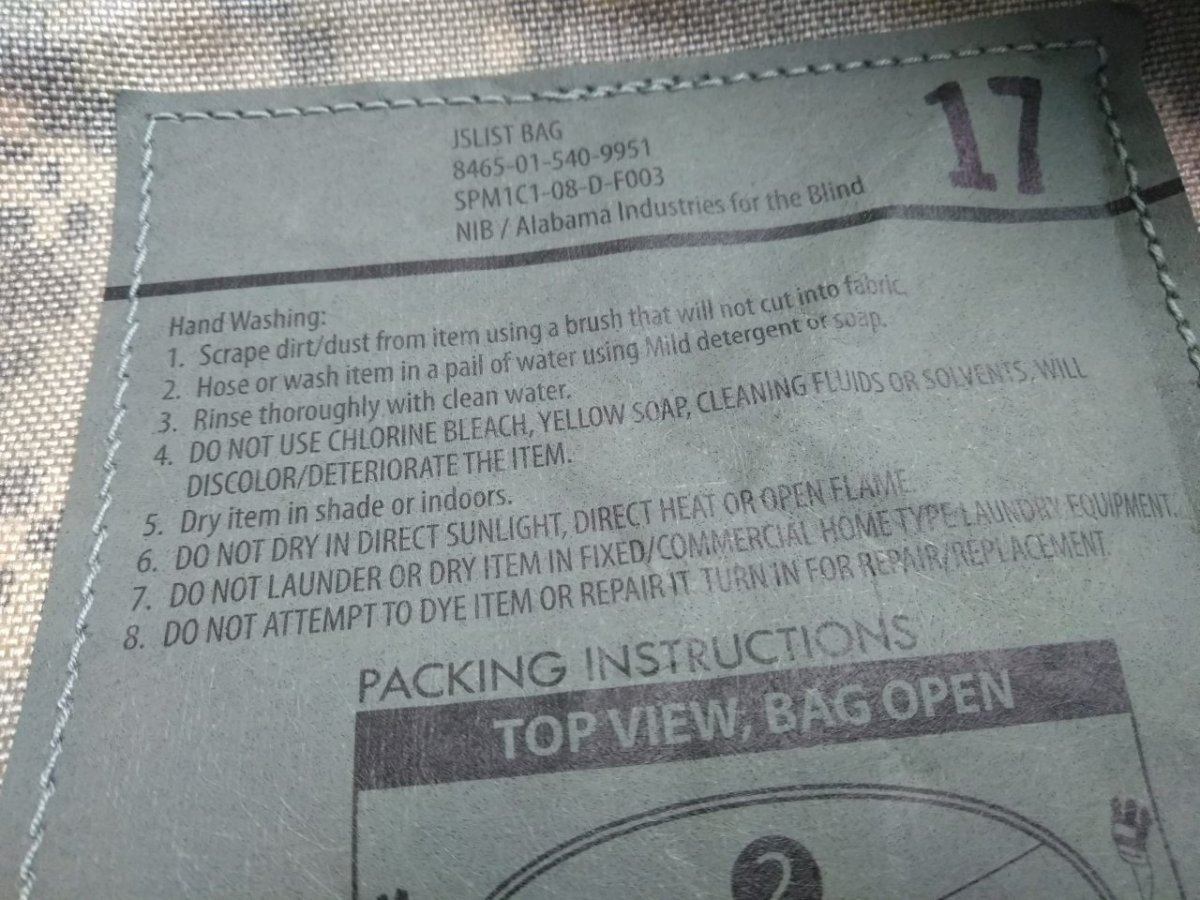 JSLIST BAG
17
8465-01-540-9951
SPM1C1-08-D-F003
NIB / Alabama Industries for the Blind
Hand Washing:
1. Scrape dirt/dust from item using a brush that will not cut into fabric.
2. Hose or wash item in a pail of water using Mild detergent or soap.
3. Rinse thoroughly with clean water.
4. DO NOT USE CHLORINE BLEACH, YELLOW SOAP, CLEANING FLUIDS OR SOLVENTS, WILL
DISCOLOR/DETERIORATE THE ITEM.
5. Dry item in shade or indoors.
6. DO NOT DRY IN DIRECT SUNLIGHT, DIRECT HEAT OR OPEN FLAME.
7. DO NOT LAUNDER OR DRY ITEM IN FIXED/COMMERCIAL HOME TYPE LAUNDRY EQUIPMENT.
8. DO NOT ATTEMPT TO DYE ITEM OR REPAIR IT TURN IN FOR REPAIR/REPLACEMENT.
PACKING INSTRUCTIONS
TOP VIEW, BAG OPEN
2